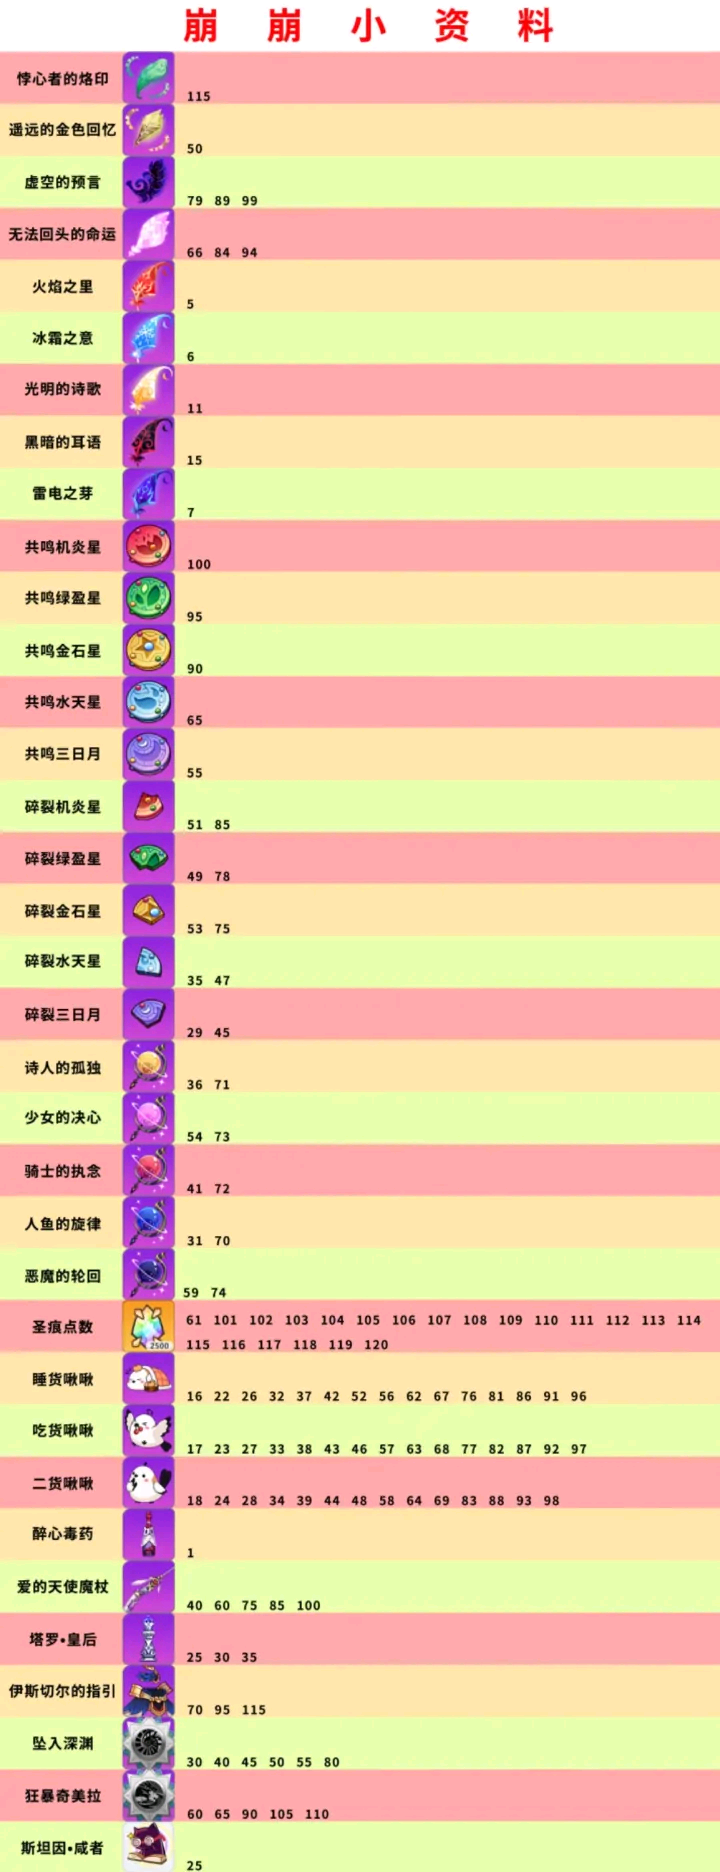 崩崩小资料
悖心者的烙印
115
遥远的金色回忆
50
虚空的预言
79 89 99
无法回头的命运
66 84 94
火焰之里
5
冰霜之意
6
光明的诗歌
11
黑暗的耳语
15
雷电之芽
7
共鸣机炎星
100
共鸣绿盈星
95
共鸣金石星
90
共鸣水天星
65
共鸣三日月
55
碎裂机炎星
51 85
碎裂绿盈星
49 78
碎裂金石星
53 75
碎裂水天星
35 47
碎裂三日月
29 45
诗人的孤独
36 71
少女的决心
54 73
骑士的执念
41 72
人鱼的旋律
31 70
恶魔的轮回
59 74
圣痕点数
2500
61 101 102 103 104 105 106 107 108 109 110 111 112 113 114
115 116 117 118 119 120
睡货啾啾
16 22 26 32 37 42 52 56 62 67 76 81 86 91 96
吃货啾啾
17 23 27 33 38 43 46 57 63 68 77 82 87 92 97
二货啾啾
18 24 28 34 39 44 48 58 64 69 83 88 93 98
醉心毒药
1
爱的天使魔杖
40 60 75 85 100
塔罗•皇后
25 30 35
伊斯切尔的指引
70 95 115
坠入深渊
30 40 45 50 55 80
狂暴奇美拉
60 65 90 105 110
斯坦因•咸者
25